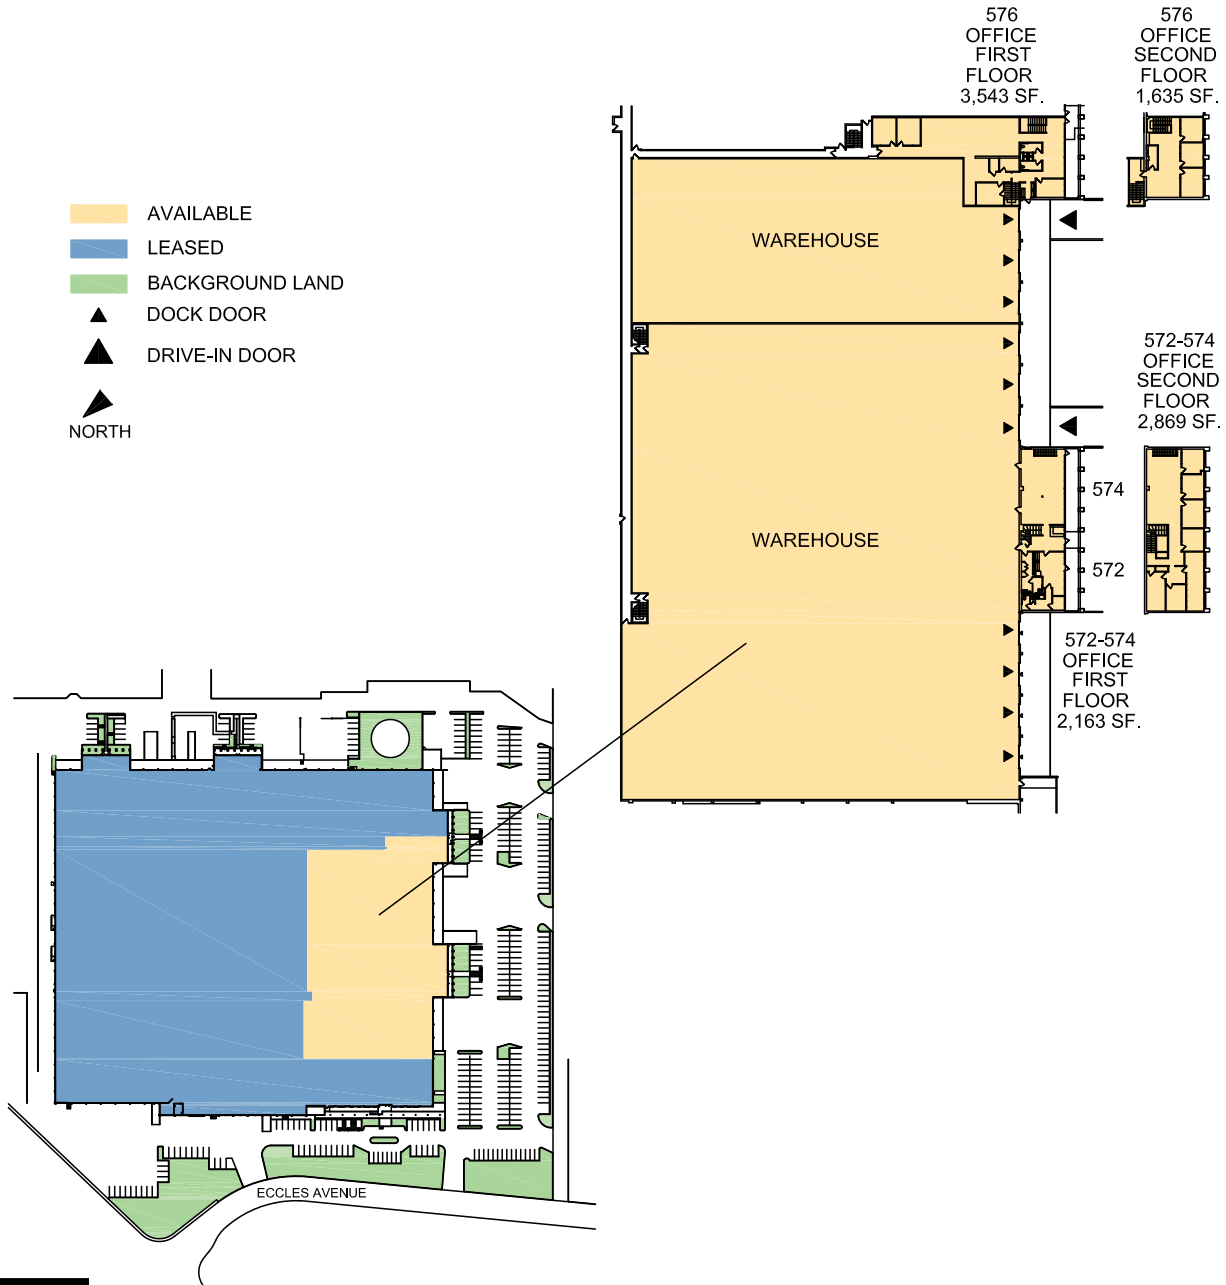 576
OFFICE
FIRST
FLOOR
3,543 SF.
576
OFFICE
SECOND
FLOOR
1,635 SF.
AVAILABLE
LEASED
BACKGROUND LAND
DOCK DOOR
DRIVE-IN DOOR
NORTH
WAREHOUSE
572-574
OFFICE
SECOND
FLOOR
2,869 SF.
574
WAREHOUSE
572
572-574
OFFICE
FIRST
FLOOR
2,163 SF.
ECCLES AVENUE